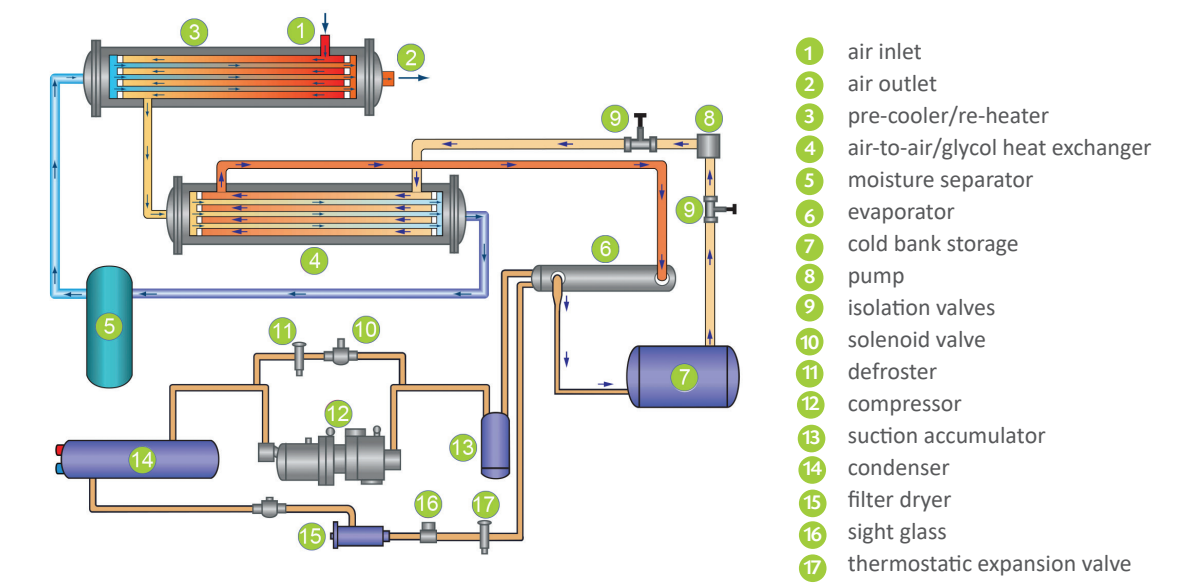 3
1
2
9
8
9
4
6
5
11
10
7
12
13
14
16
17
15
1 air inlet
2 air outlet
3 pre-cooler/re-heater
4 air-to-air/glycol heat exchanger
5 moisture separator
6 evaporator
7 cold bank storage
8 pump
9 isolation valves
10 solenoid valve
11 defroster
12 compressor
13 suction accumulator
14 condenser
15 filter dryer
16 sight glass
17 thermostatic expansion valve